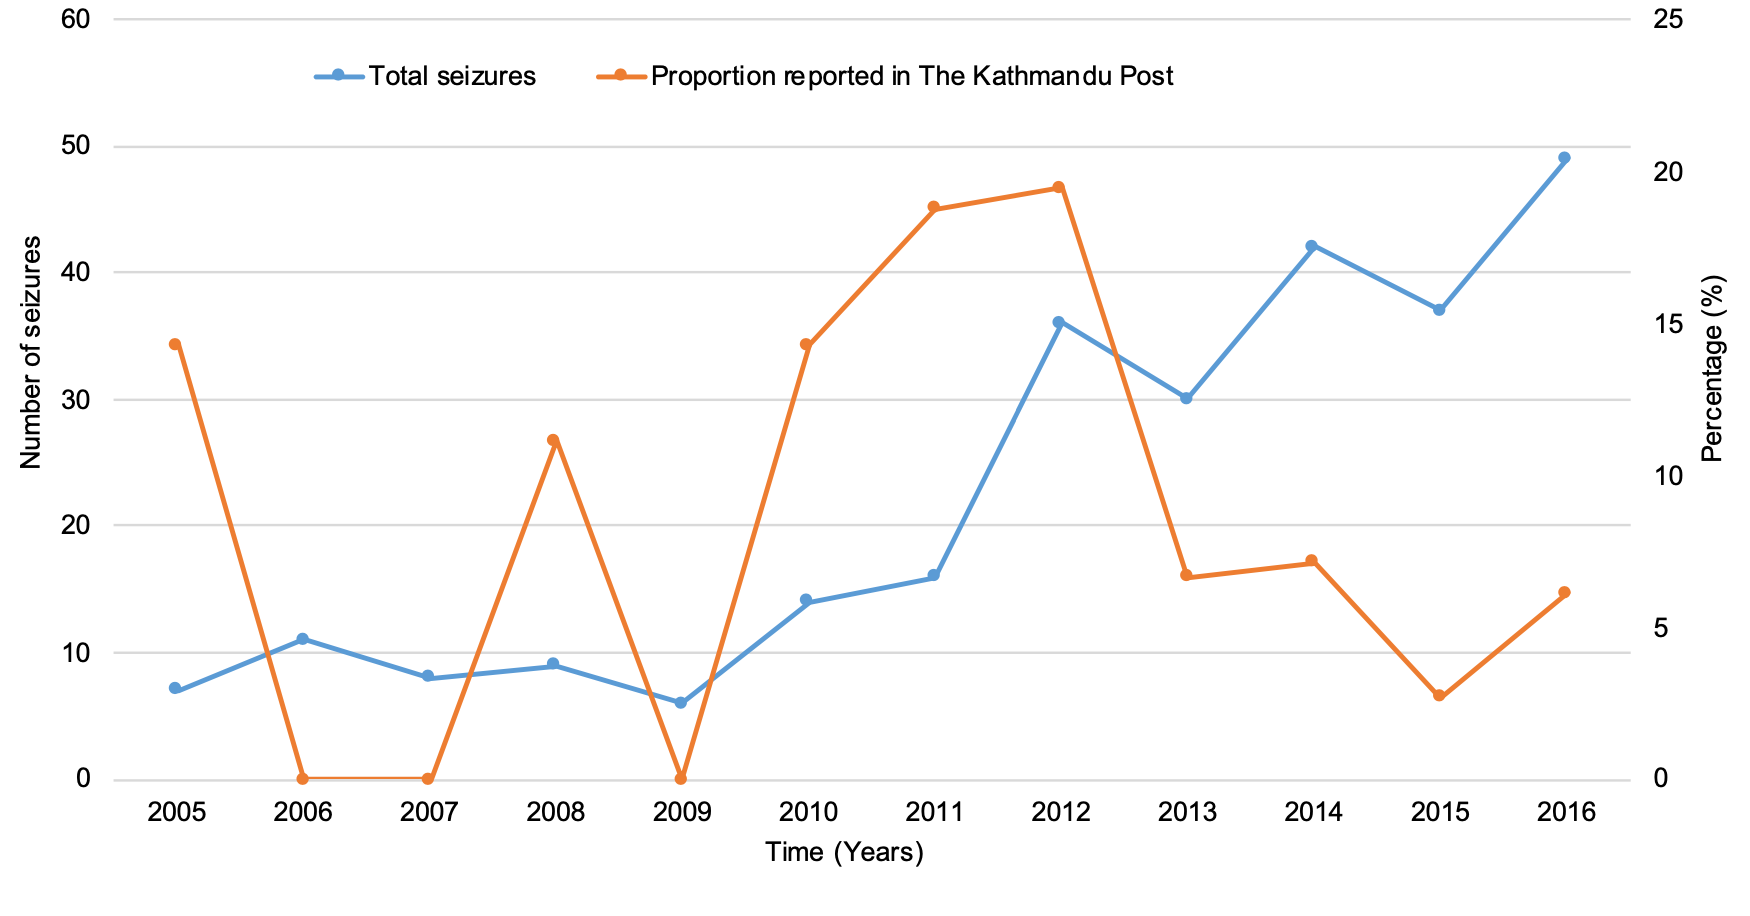 Total seizures
Proportion reported in The Kathmandu Post
Number of seizures
60
50
40
30
20
10
0
25
20
15
10
5
0
Percentage (%)
2005 2006 2007 2008 2009 2010 2011 2012 2013 2014 2015 2016
Time (Years)